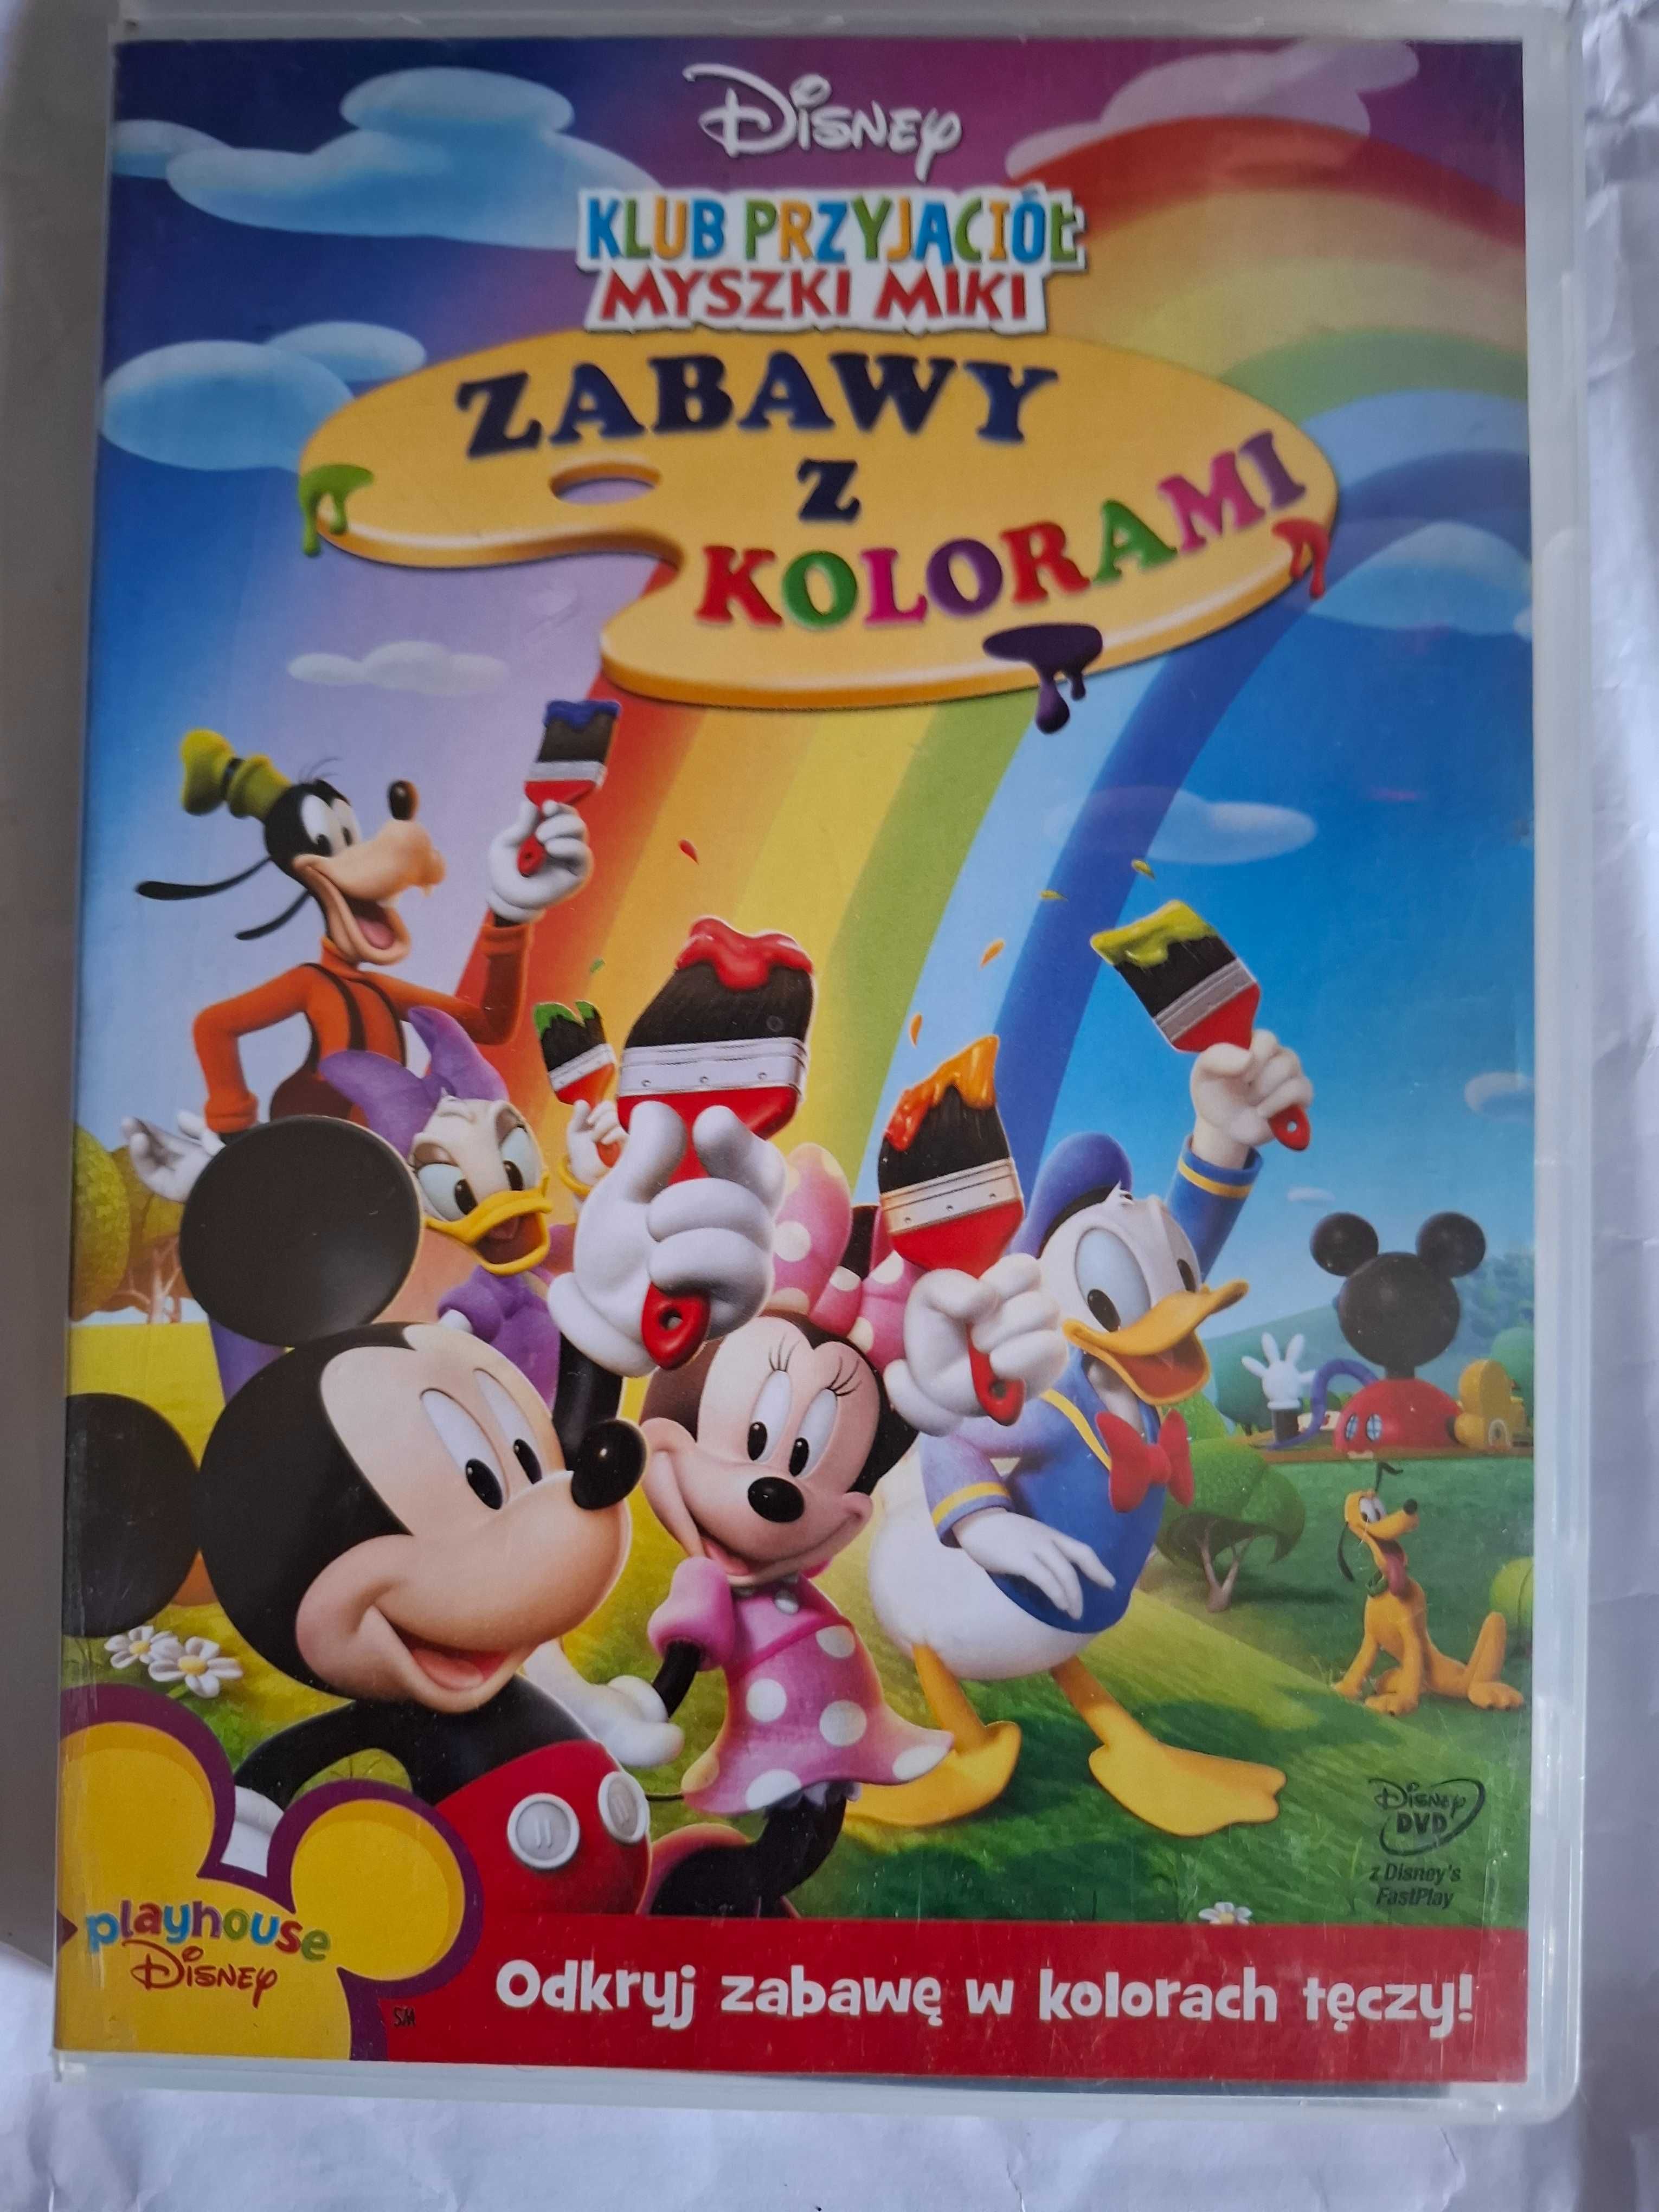 Disney
KLUB PRZYJACIÓŁ
MYSZKI MIKI
ZABAWY
Z
KOLORAMI
Disney
DVD
z Disney's
FastPlay
playhouse
Disney
SM
Odkryj zabawę w kolorach tęczy!